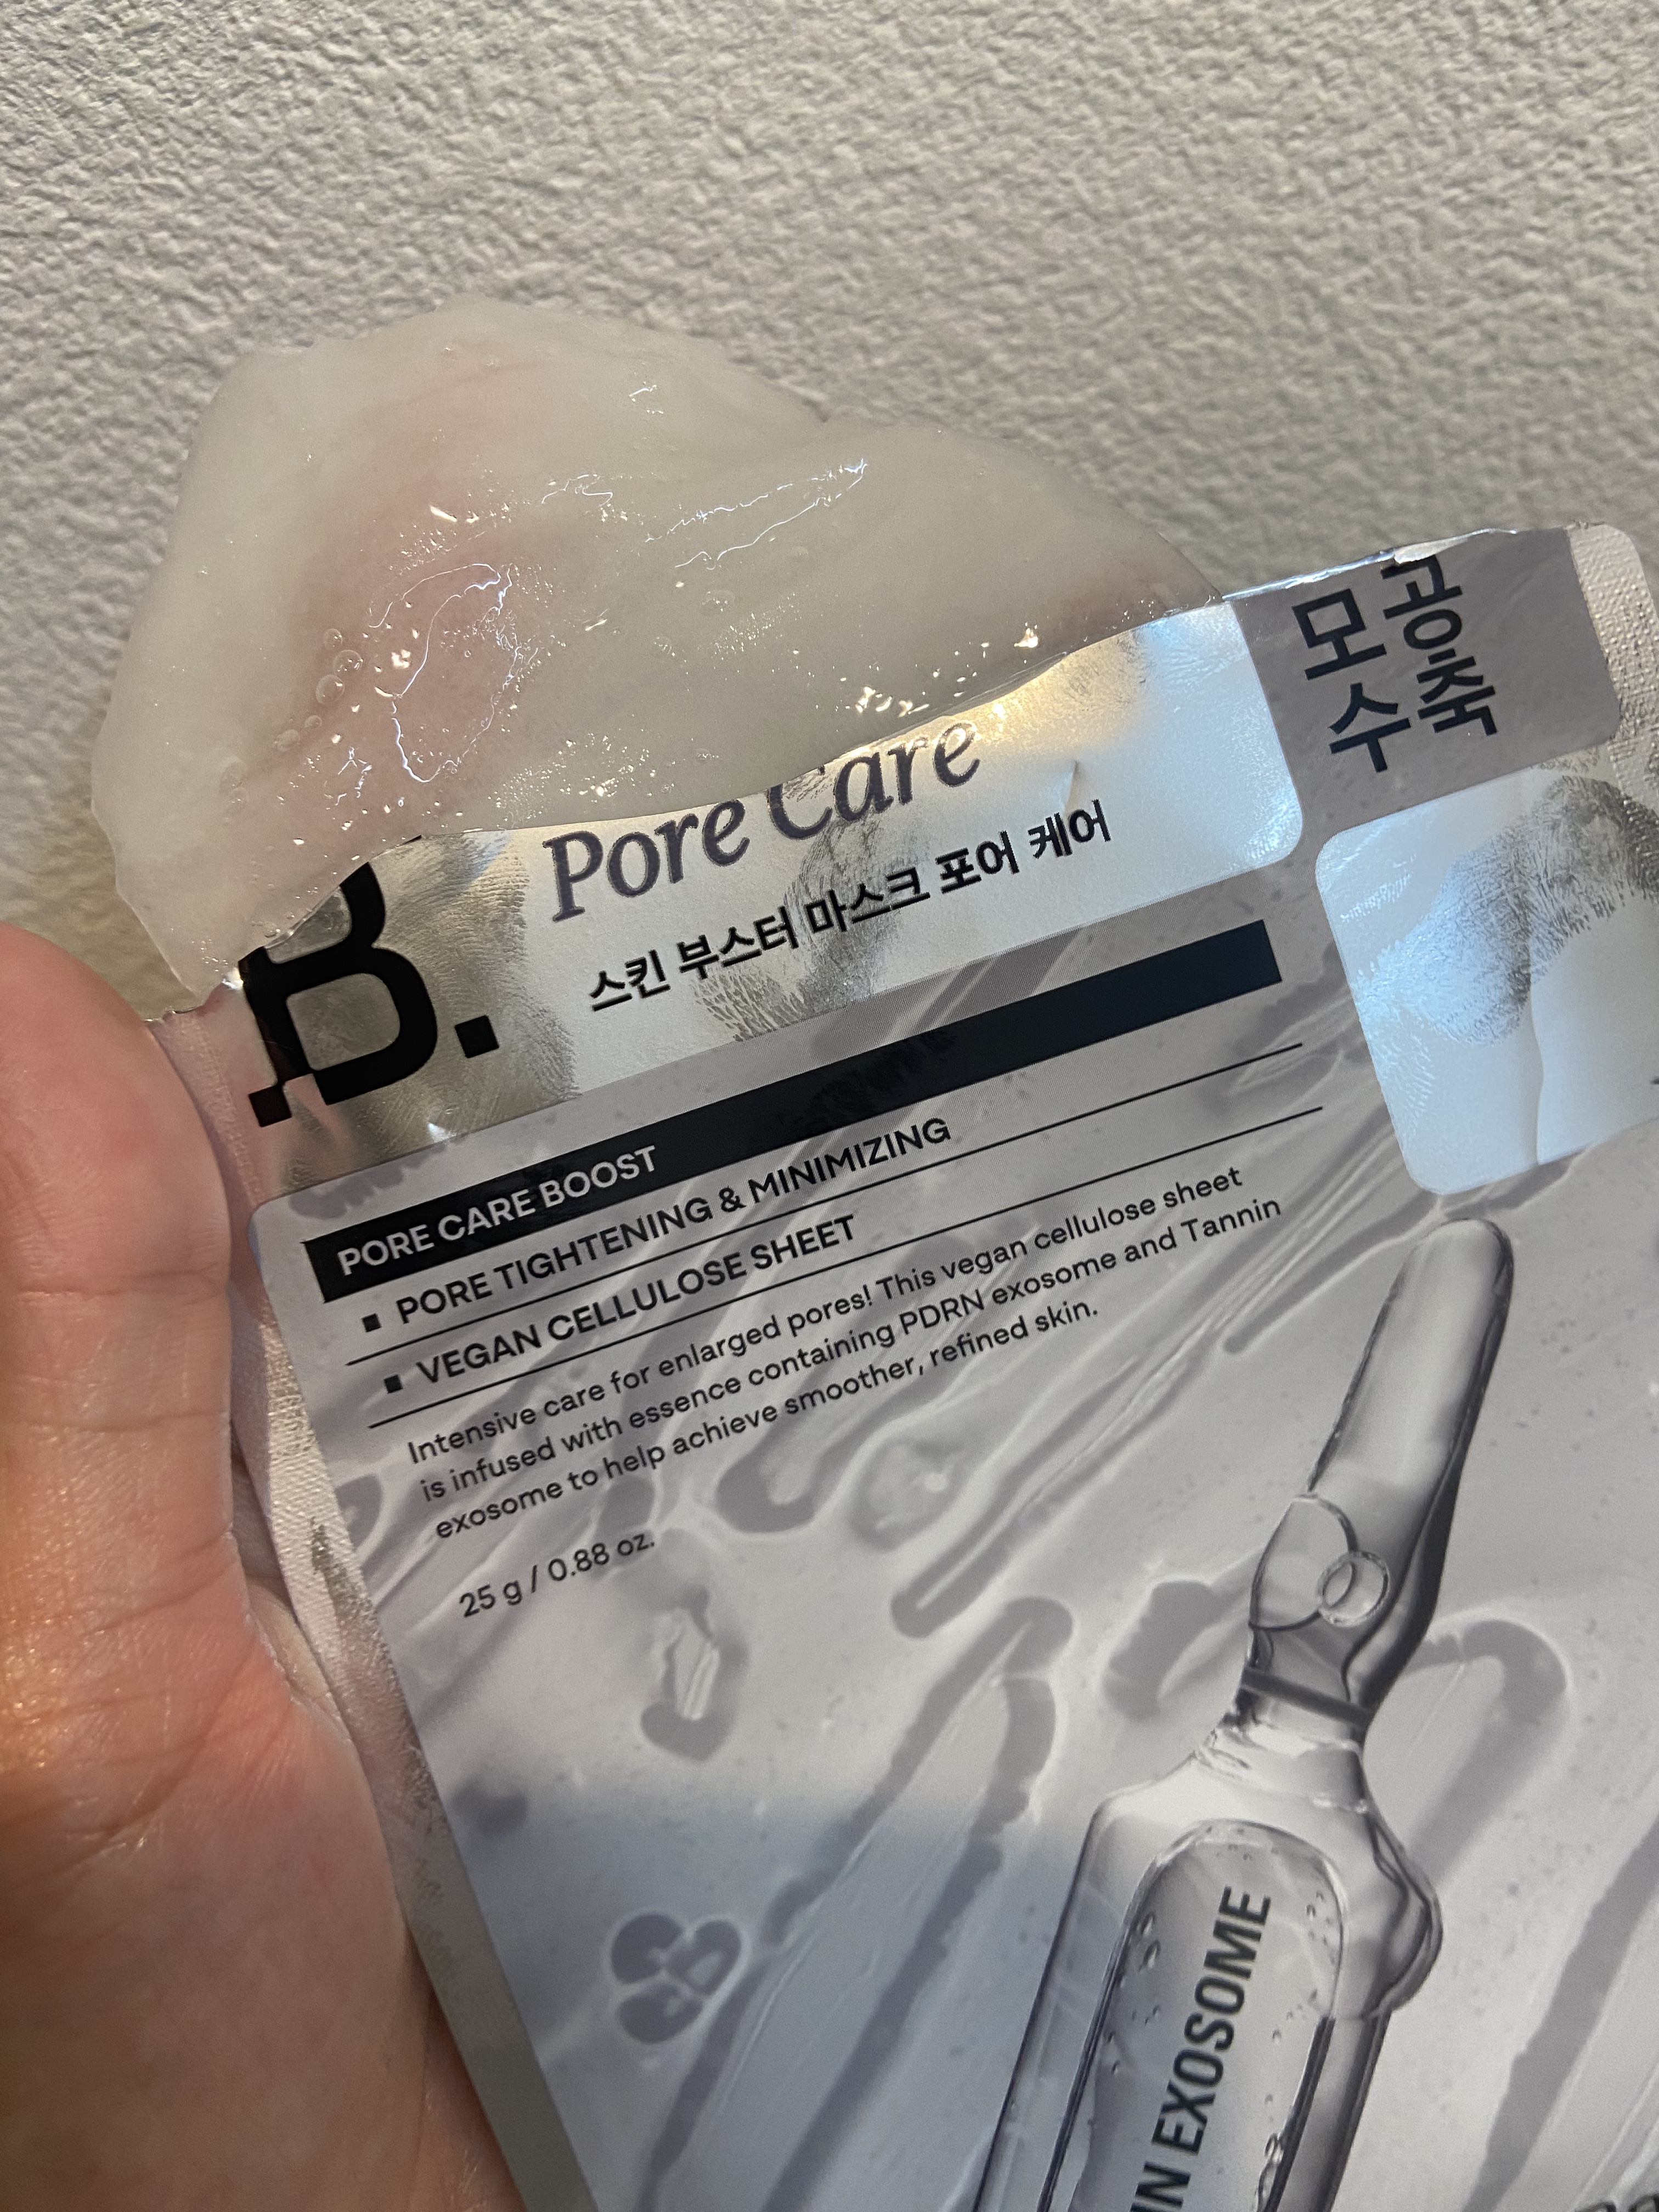 Pore Care
스킨 부스터 마스크 포어 케어
모공
수축
B.
PORE CARE BOOST
▪ PORE TIGHTENING & MINIMIZING
▪ VEGAN CELLULOSE SHEET
Intensive care for enlarged pores! This vegan cellulose sheet
is infused with essence containing PDRN exosome and Tannin
exosome to help achieve smoother, refined skin.
25 g / 0.88 oz.
EXOSOME